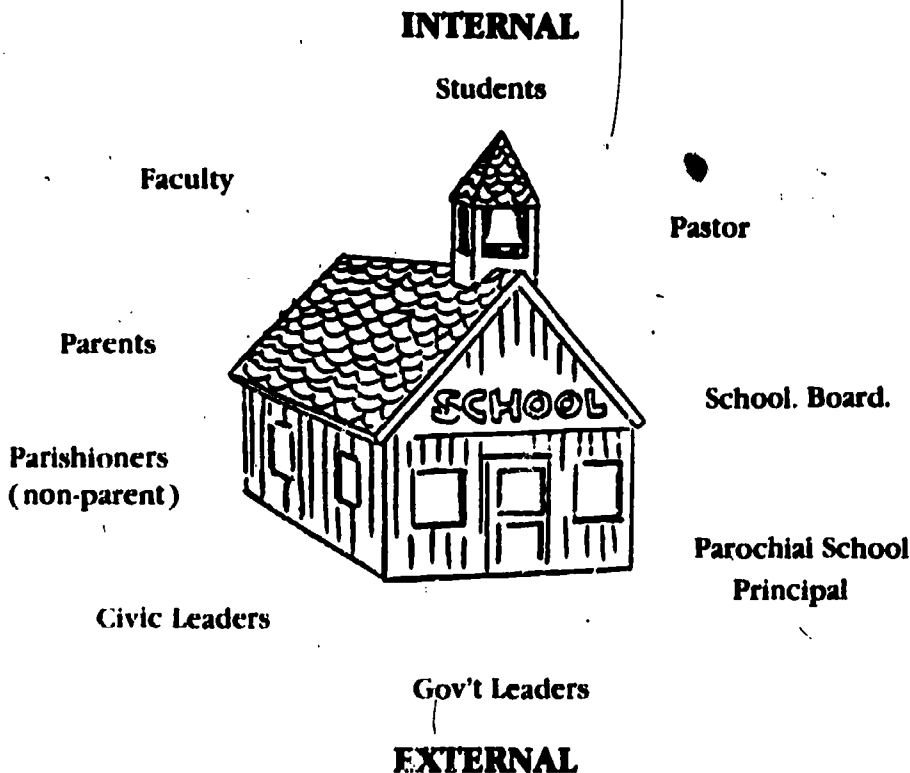 INTERNAL
Students
Faculty
Pastor
Parents
SCHOOL
School. Board.
Parishioners
(non-parent)
Parochial School
Principal
Civic Leaders
Gov't Leaders
EXTERNAL